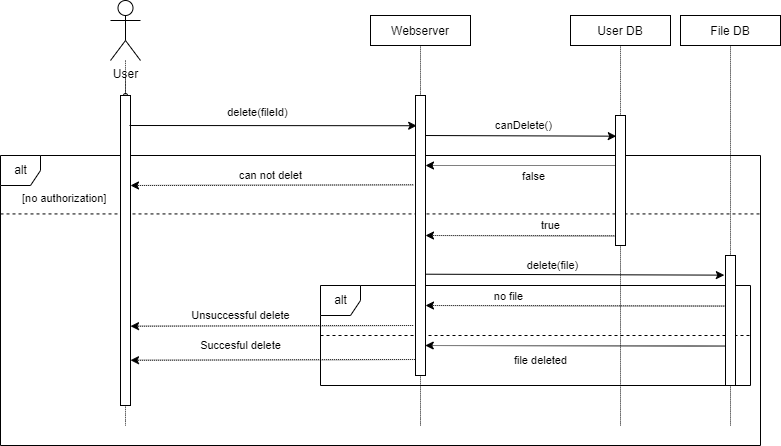 Webserver
User DB
File DB
User
delete(fileId)
canDelete()
alt
false
can not delet
[no authorization]
true
delete(file)
alt
no file
Unsuccessful delete
Succesful delete
file deleted